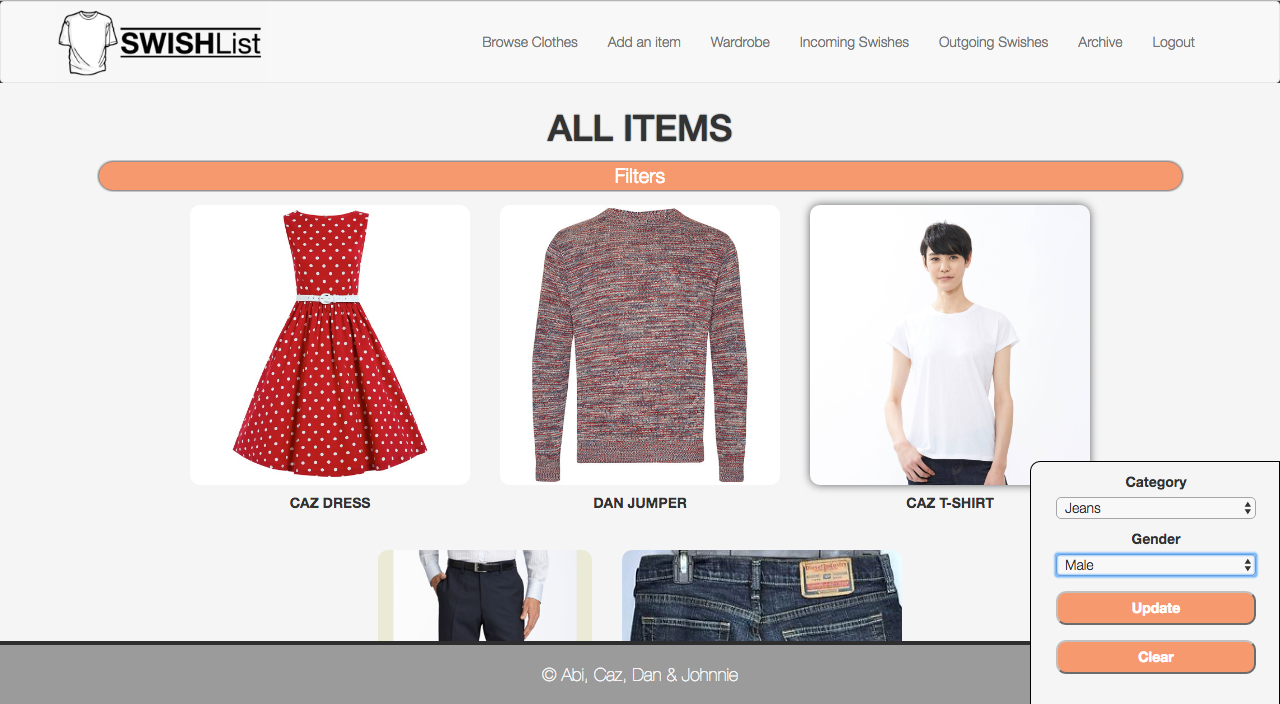 SWISHList
Browse Clothes Add an item Wardrobe Incoming Swishes Outgoing Swishes Archive Logout
ALL ITEMS
Filters
CAZ DRESS DAN JUMPER CAZ T-SHIRT
Category
Jeans
Gender
Male
Update
Clear
© Abi, Caz, Dan & Johnnie